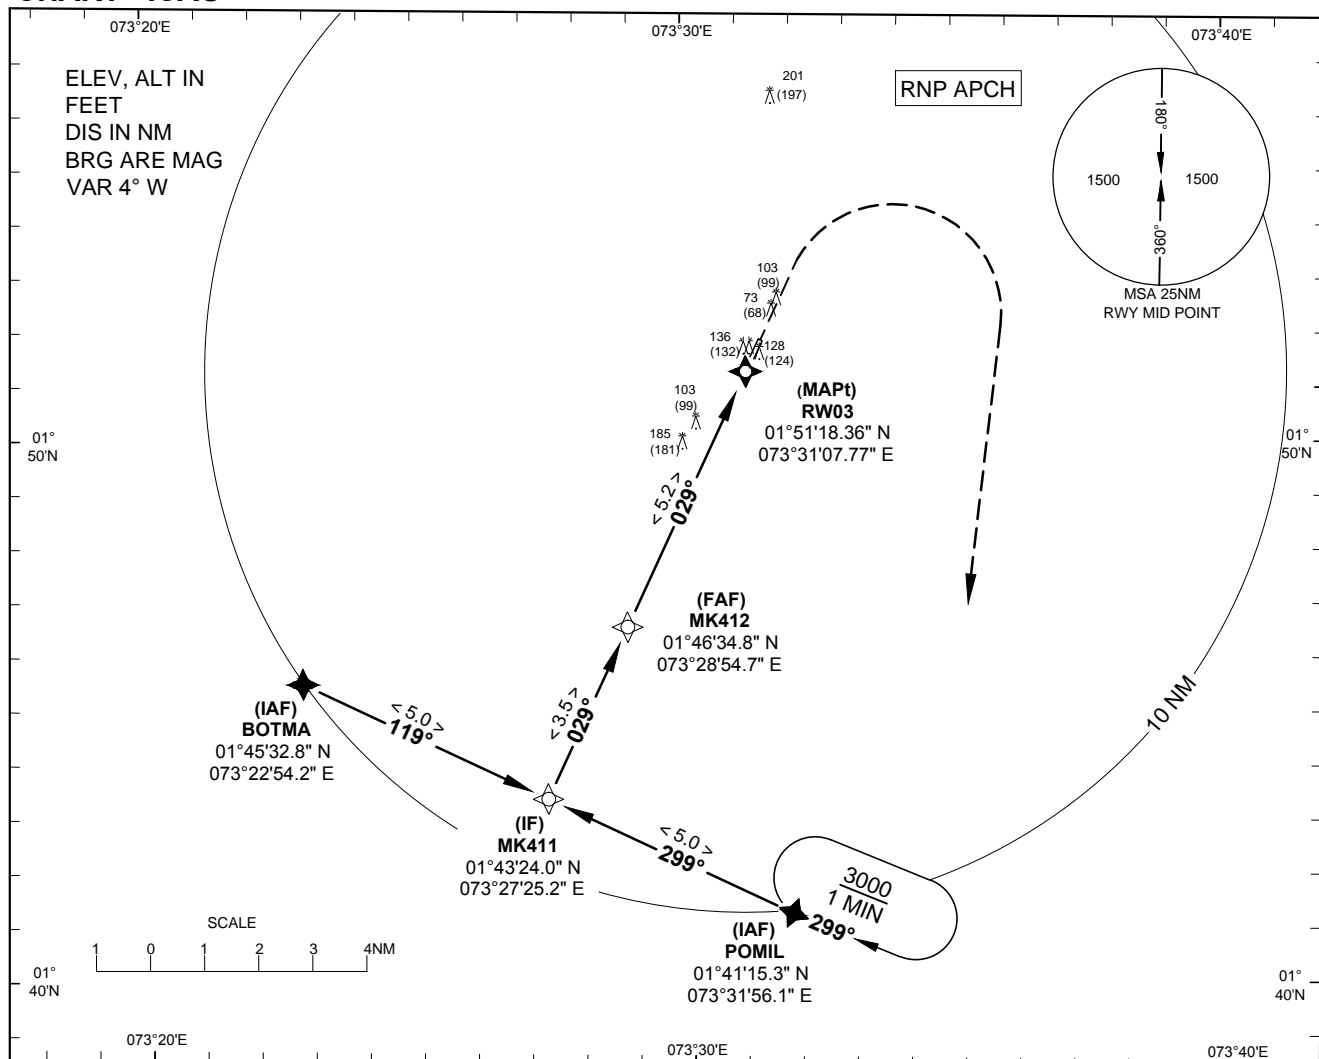 073°20'E
073°30'E
073°40'E
ELEV, ALT IN
FEET
DIS IN NM
BRG ARE MAG
VAR 4° W
201
(197)
RNP APCH
180°
1500
1500
360°
MSA 25NM
RWY MID POINT
103
(99)
73
(68)
136
(132)
128
(124)
(MAPt)
RW03
01°51'18.36" N
073°31'07.77" E
103
(99)
185
(181)
01°
50'N
01°
50'N
< 5.2 >
029°
(FAF)
MK412
01°46'34.8" N
073°28'54.7" E
(IAF)
BOTMA
01°45'32.8" N
073°22'54.2" E
< 5.0 >
119°
<3.5>
029°
10 NM
(IF)
MK411
01°43'24.0" N
073°27'25.2" E
< 5.0 >
299°
3000
1 MIN
299°
(IAF)
POMIL
01°41'15.3" N
073°31'56.1" E
SCALE
1 0 1 2 3 4NM
01°
40'N
01°
40'N
073°20'E
073°30'E
073°40'E